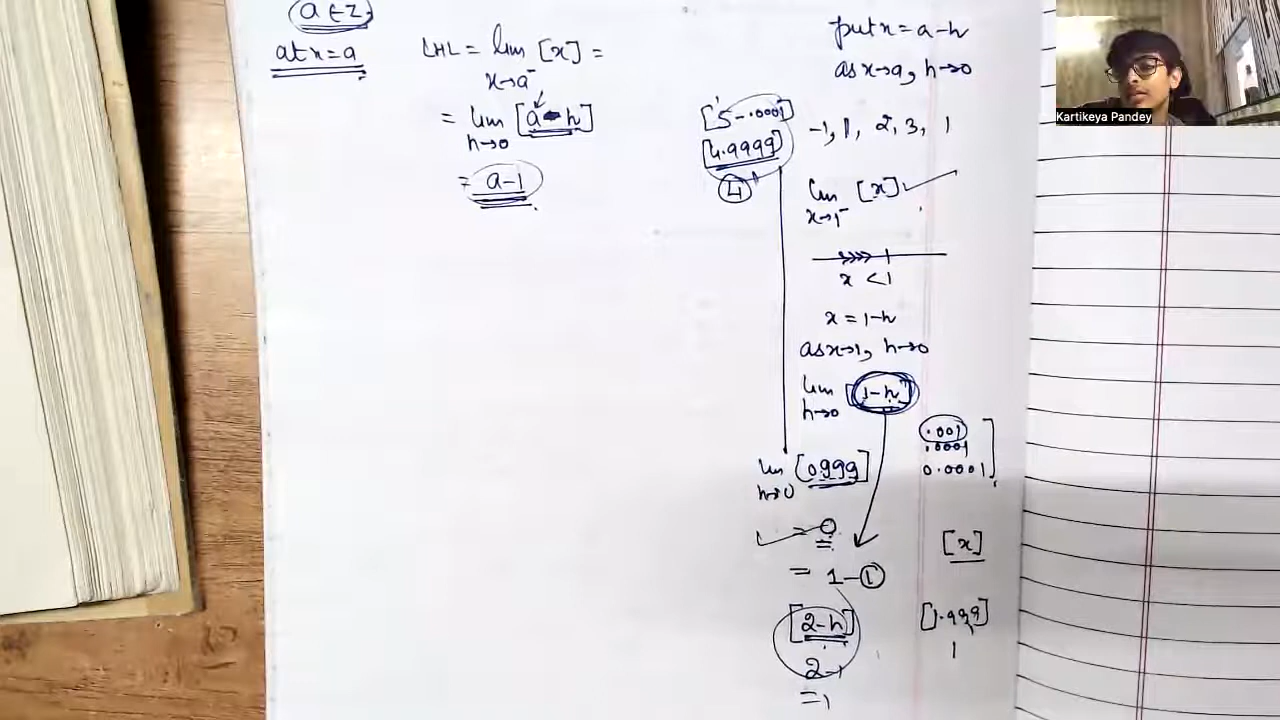 a ∈ Z
at x = a
LHL = lim [x] =
x→a⁻
= lim [a - h]
h→0
= a-1
put x = a-h
as x→a, h→0
[5-.0001]
[4.9999]
4
-1, 1, 2, 3, 1
lim [x]
x→1⁻
x < 1
x = 1-h
as x→1, h→0
lim [1-h]
h→0
.001
.0001
0.0001
lim [0.999]
h→0
= 0
= 1-1
[x]
[2-h]
2-1
= 1
[1.999]
1
Kartikeya Pandey